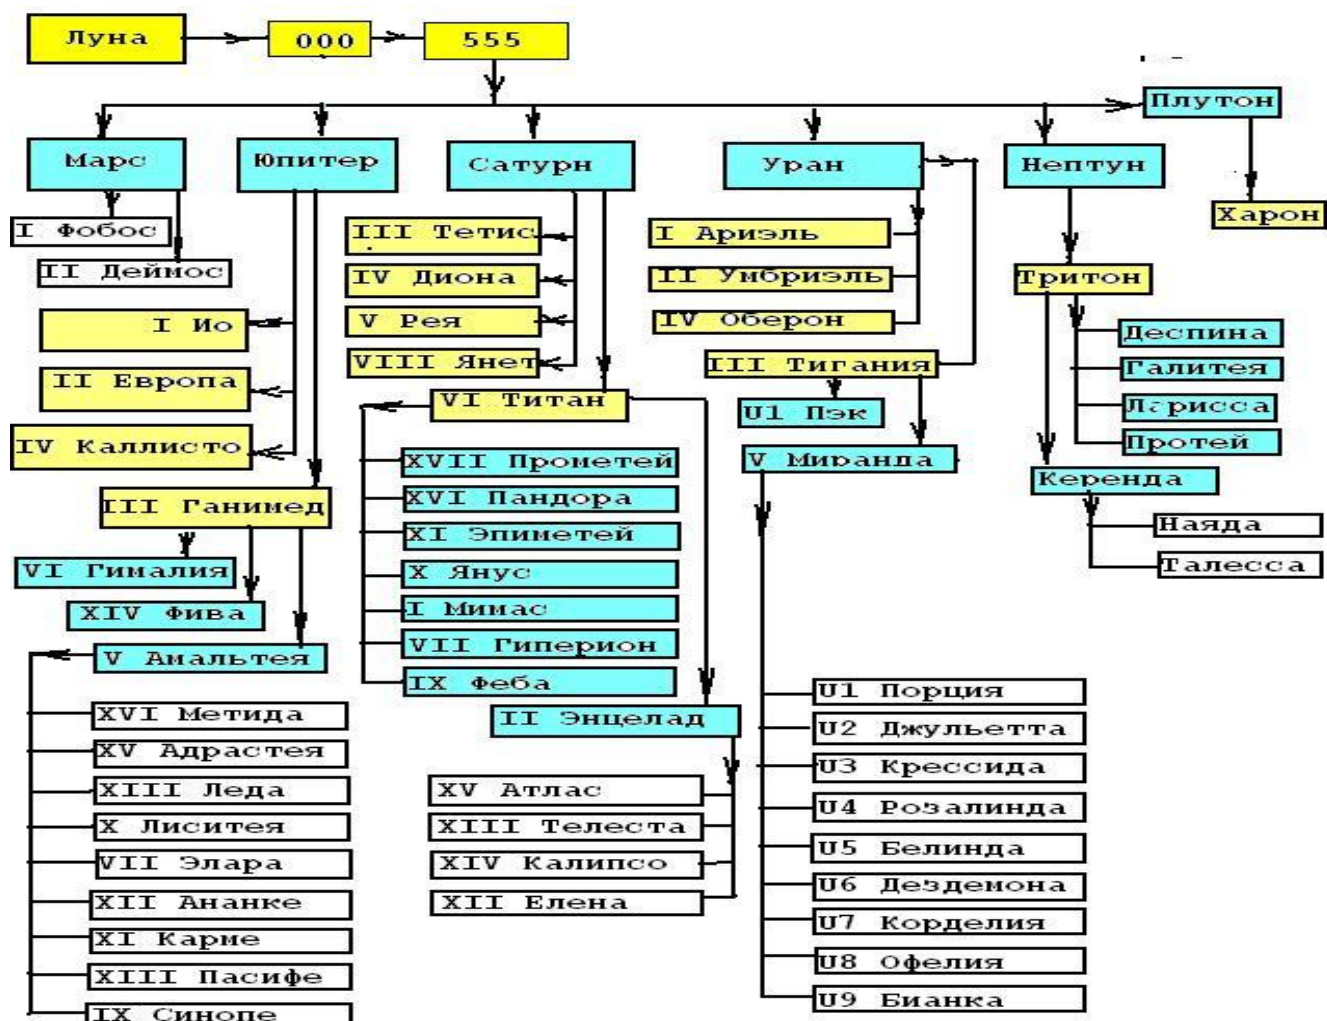 Луна
000
555
Плутон
Марс
Юпитер
Сатурн
Уран
Нептун
Харон
I Фобос
II Деймос
I Ио
II Европа
IV Каллисто
III Ганимед
VI Гималия
XIV Фива
V Амальтея
XVI Метида
XV Адрастея
XIII Леда
X Лиситея
VII Элара
XII Ананке
XI Карме
XIII Пасифе
IX Синопе
III Тетис
IV Диона
V Рея
VIII Янет
VI Титан
XVII Прометей
XVI Пандора
XI Эпиметей
X Янус
I Мимас
VII Гиперион
IX Феба
II Энцелад
XV Атлас
XIII Телеста
XIV Калипсо
XII Елена
I Ариэль
II Умбриэль
IV Оберон
III Тигания
U1 Пэк
V Миранда
U1 Порция
U2 Джульетта
U3 Крессида
U4 Розалинда
U5 Белинда
U6 Дездемона
U7 Корделия
U8 Офелия
U9 Бианка
Тритон
Деспина
Галитея
Ларисса
Протей
Керенда
Наяда
Талесса